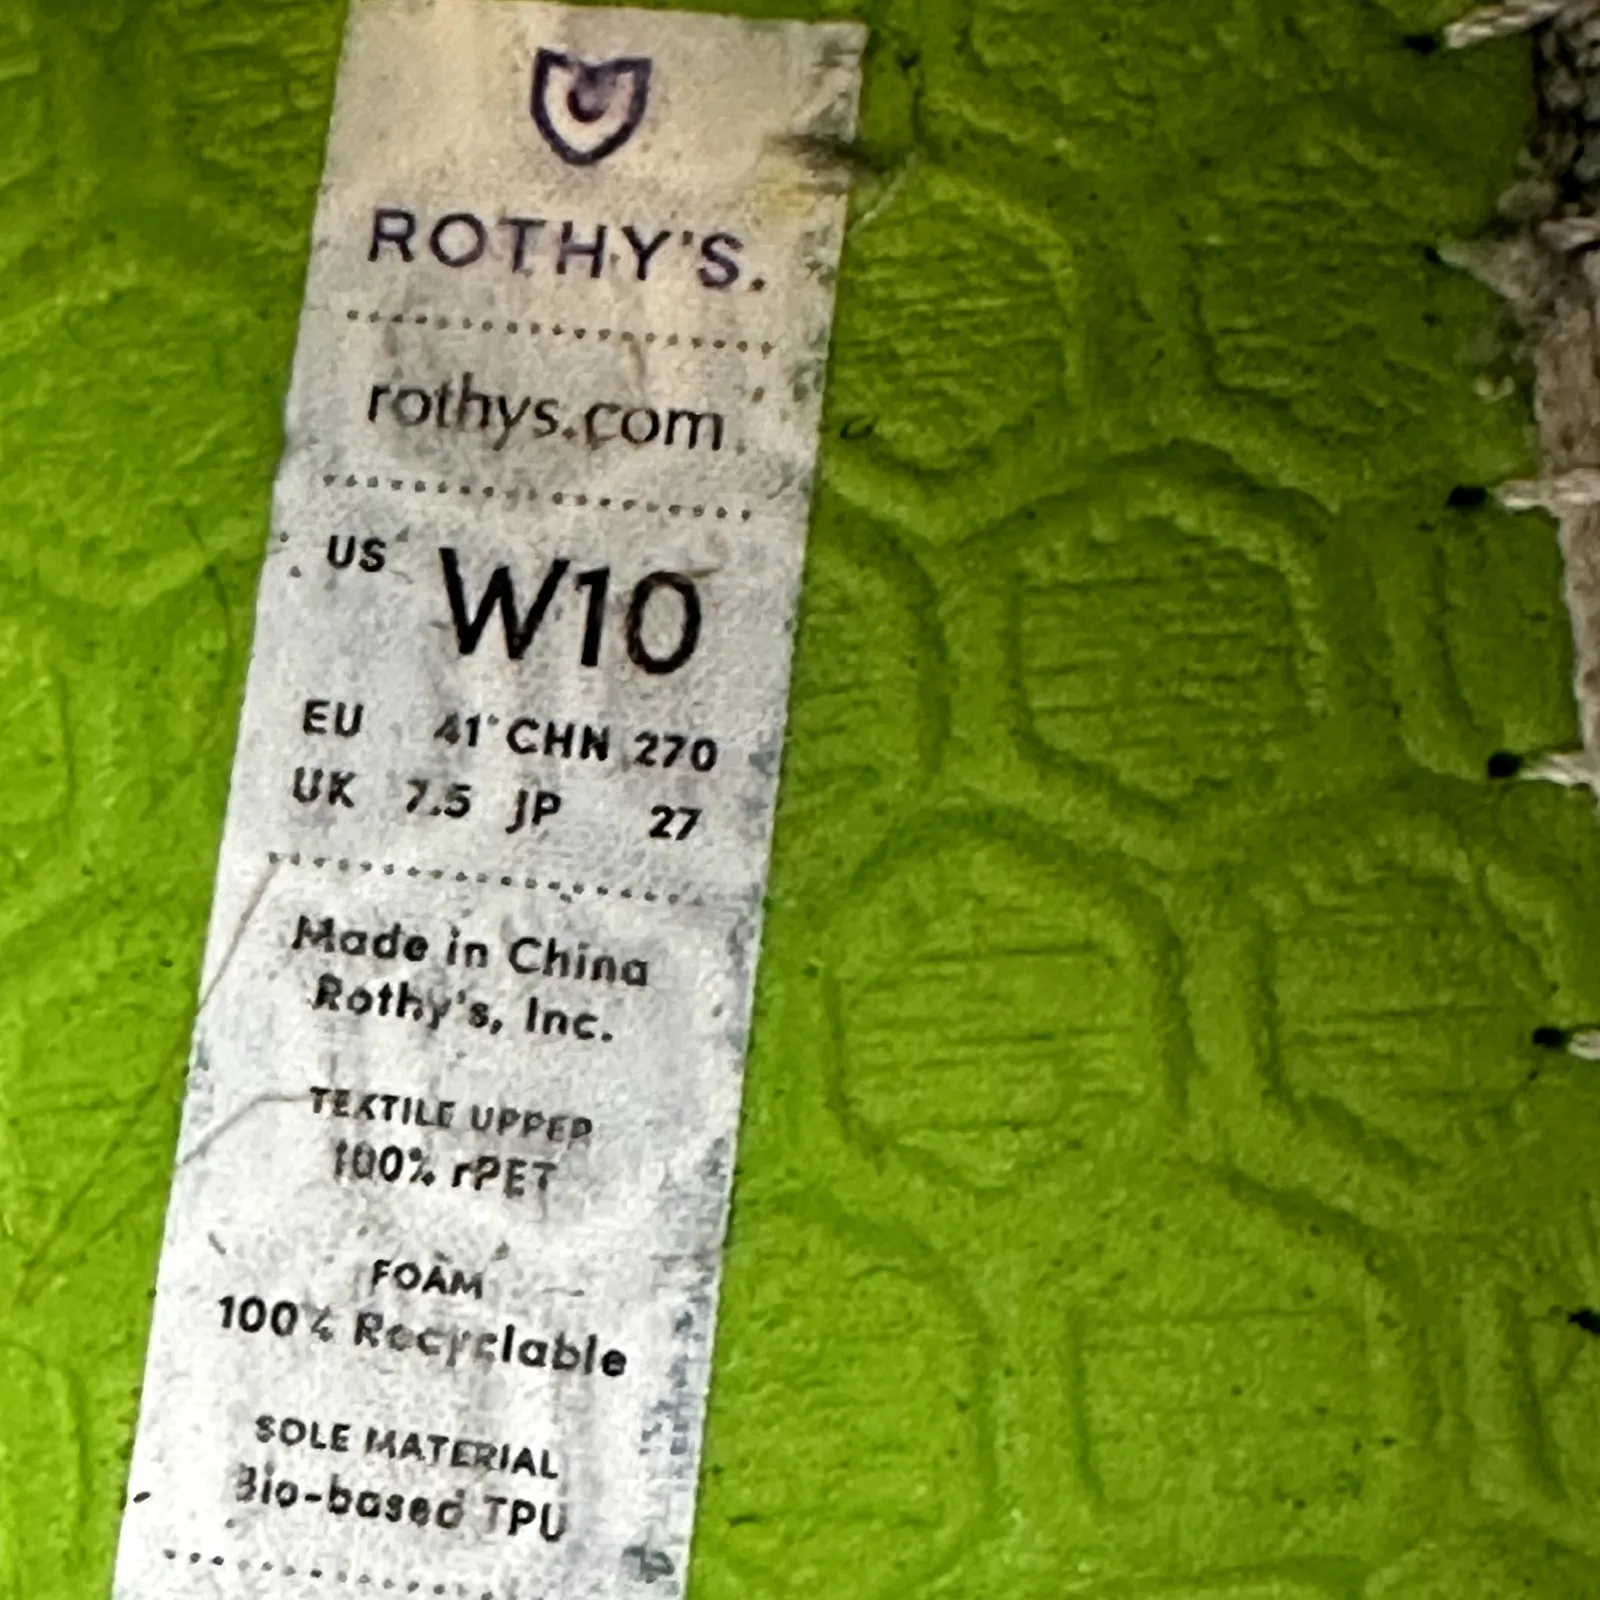 ROTHY'S.
rothys.com
US W10
EU 41 CHN 270
UK 7.5 JP 27
Made in China
Rothy's, Inc.
TEXTILE UPPER
100% rPET
FOAM
100% Recyclable
SOLE MATERIAL
Bio-based TPU